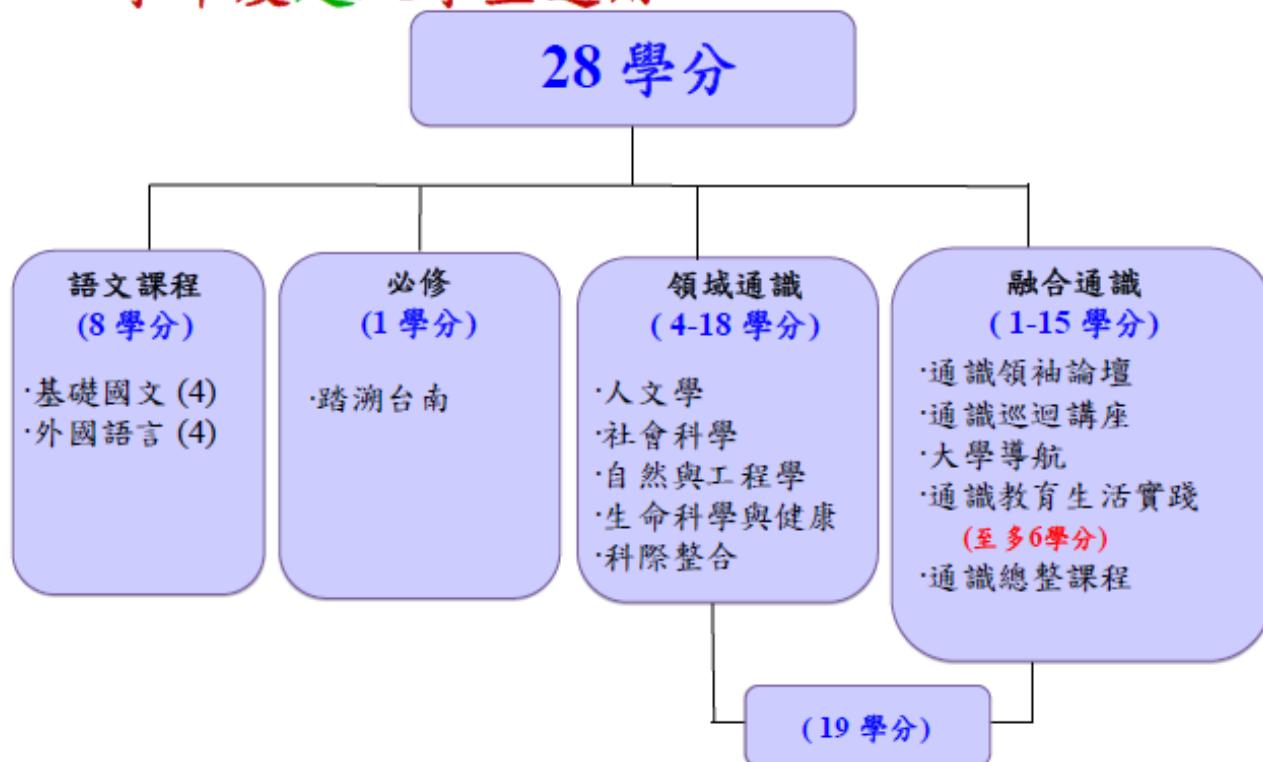 28 學分
語文課程
(8 學分)
·基礎國文 (4)
·外國語言 (4)
必修
(1 學分)
·踏溯台南
領域通識
( 4-18 學分)
·人文學
·社會科學
·自然與工程學
·生命科學與健康
·科際整合
融合通識
( 1-15 學分)
·通識領袖論壇
·通識巡迴講座
·大學導航
·通識教育生活實踐
(至多6學分)
·通識總整課程
( 19 學分)